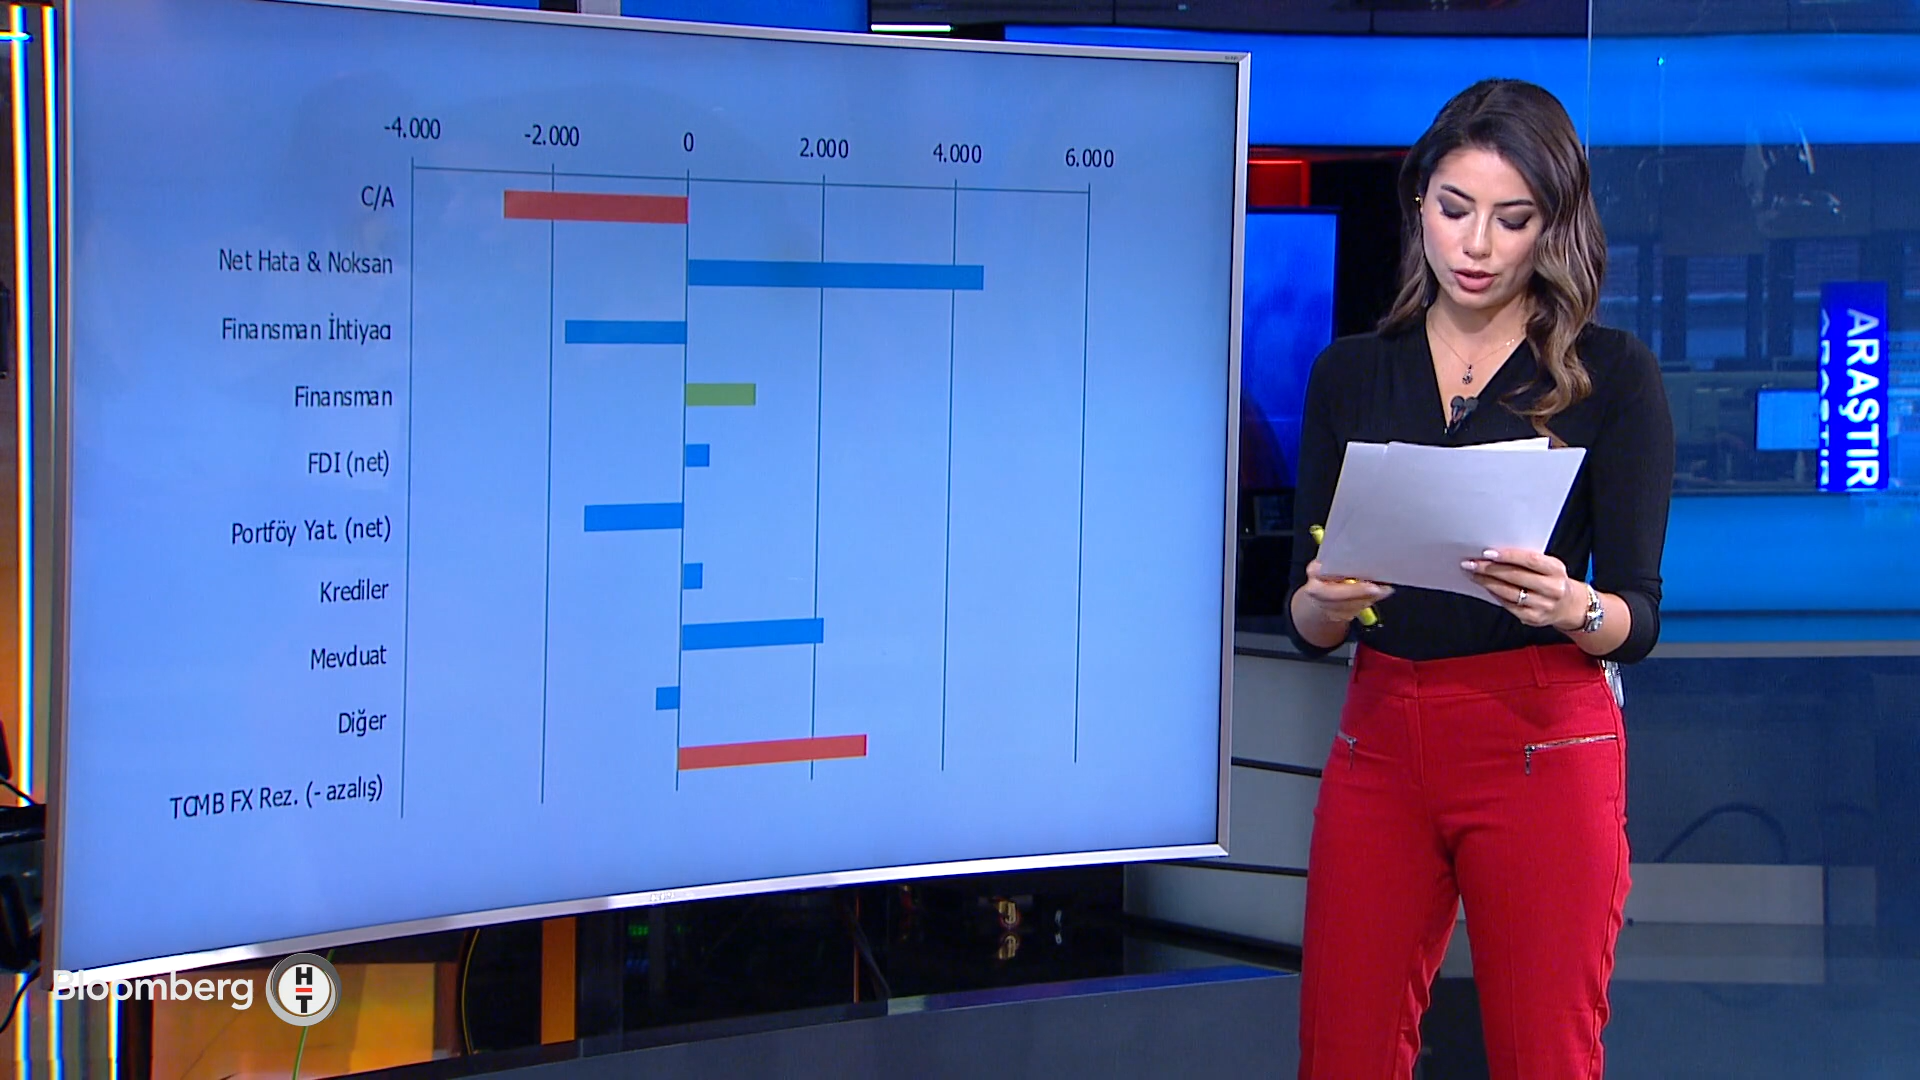 -4.000 -2.000 0 2.000 4.000 6.000
C/A
Net Hata & Noksan
Finansman İhtiyacı
Finansman
FDI (net)
Portföy Yat. (net)
Krediler
Mevduat
Diğer
TCMB FX Rez. (- azalış)
ARAŞTIR
Bloomberg HT